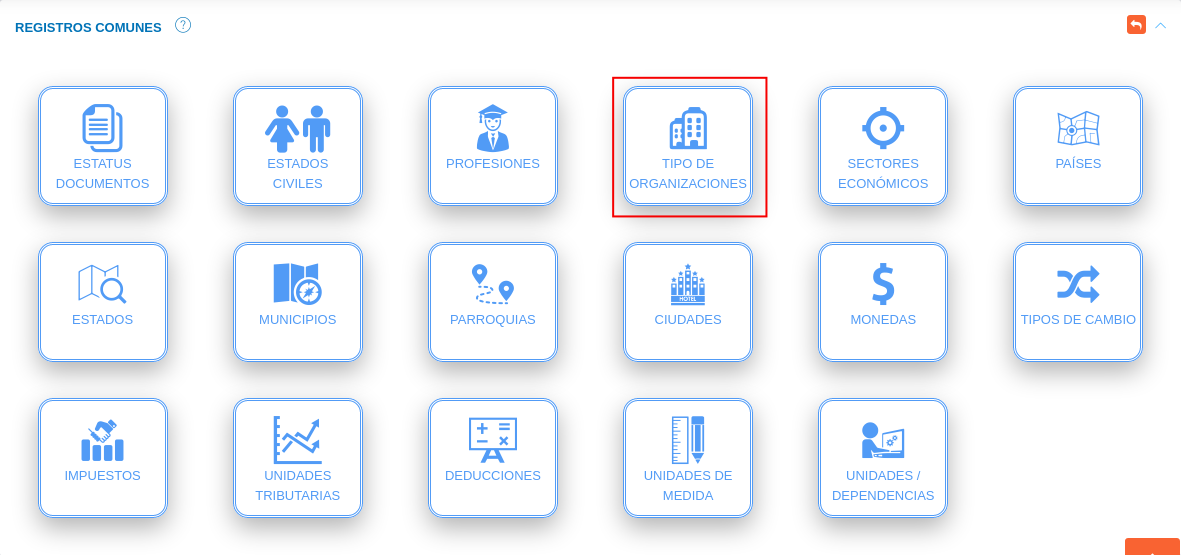 REGISTROS COMUNES ?
ESTATUS
DOCUMENTOS
ESTADOS
CIVILES
PROFESIONES
TIPO DE
ORGANIZACIONES
SECTORES
ECONÓMICOS
PAÍSES
ESTADOS
MUNICIPIOS
PARROQUIAS
HOTEL
CIUDADES
$
MONEDAS
TIPOS DE CAMBIO
IMPUESTOS
UNIDADES
TRIBUTARIAS
DEDUCCIONES
UNIDADES DE
MEDIDA
UNIDADES /
DEPENDENCIAS